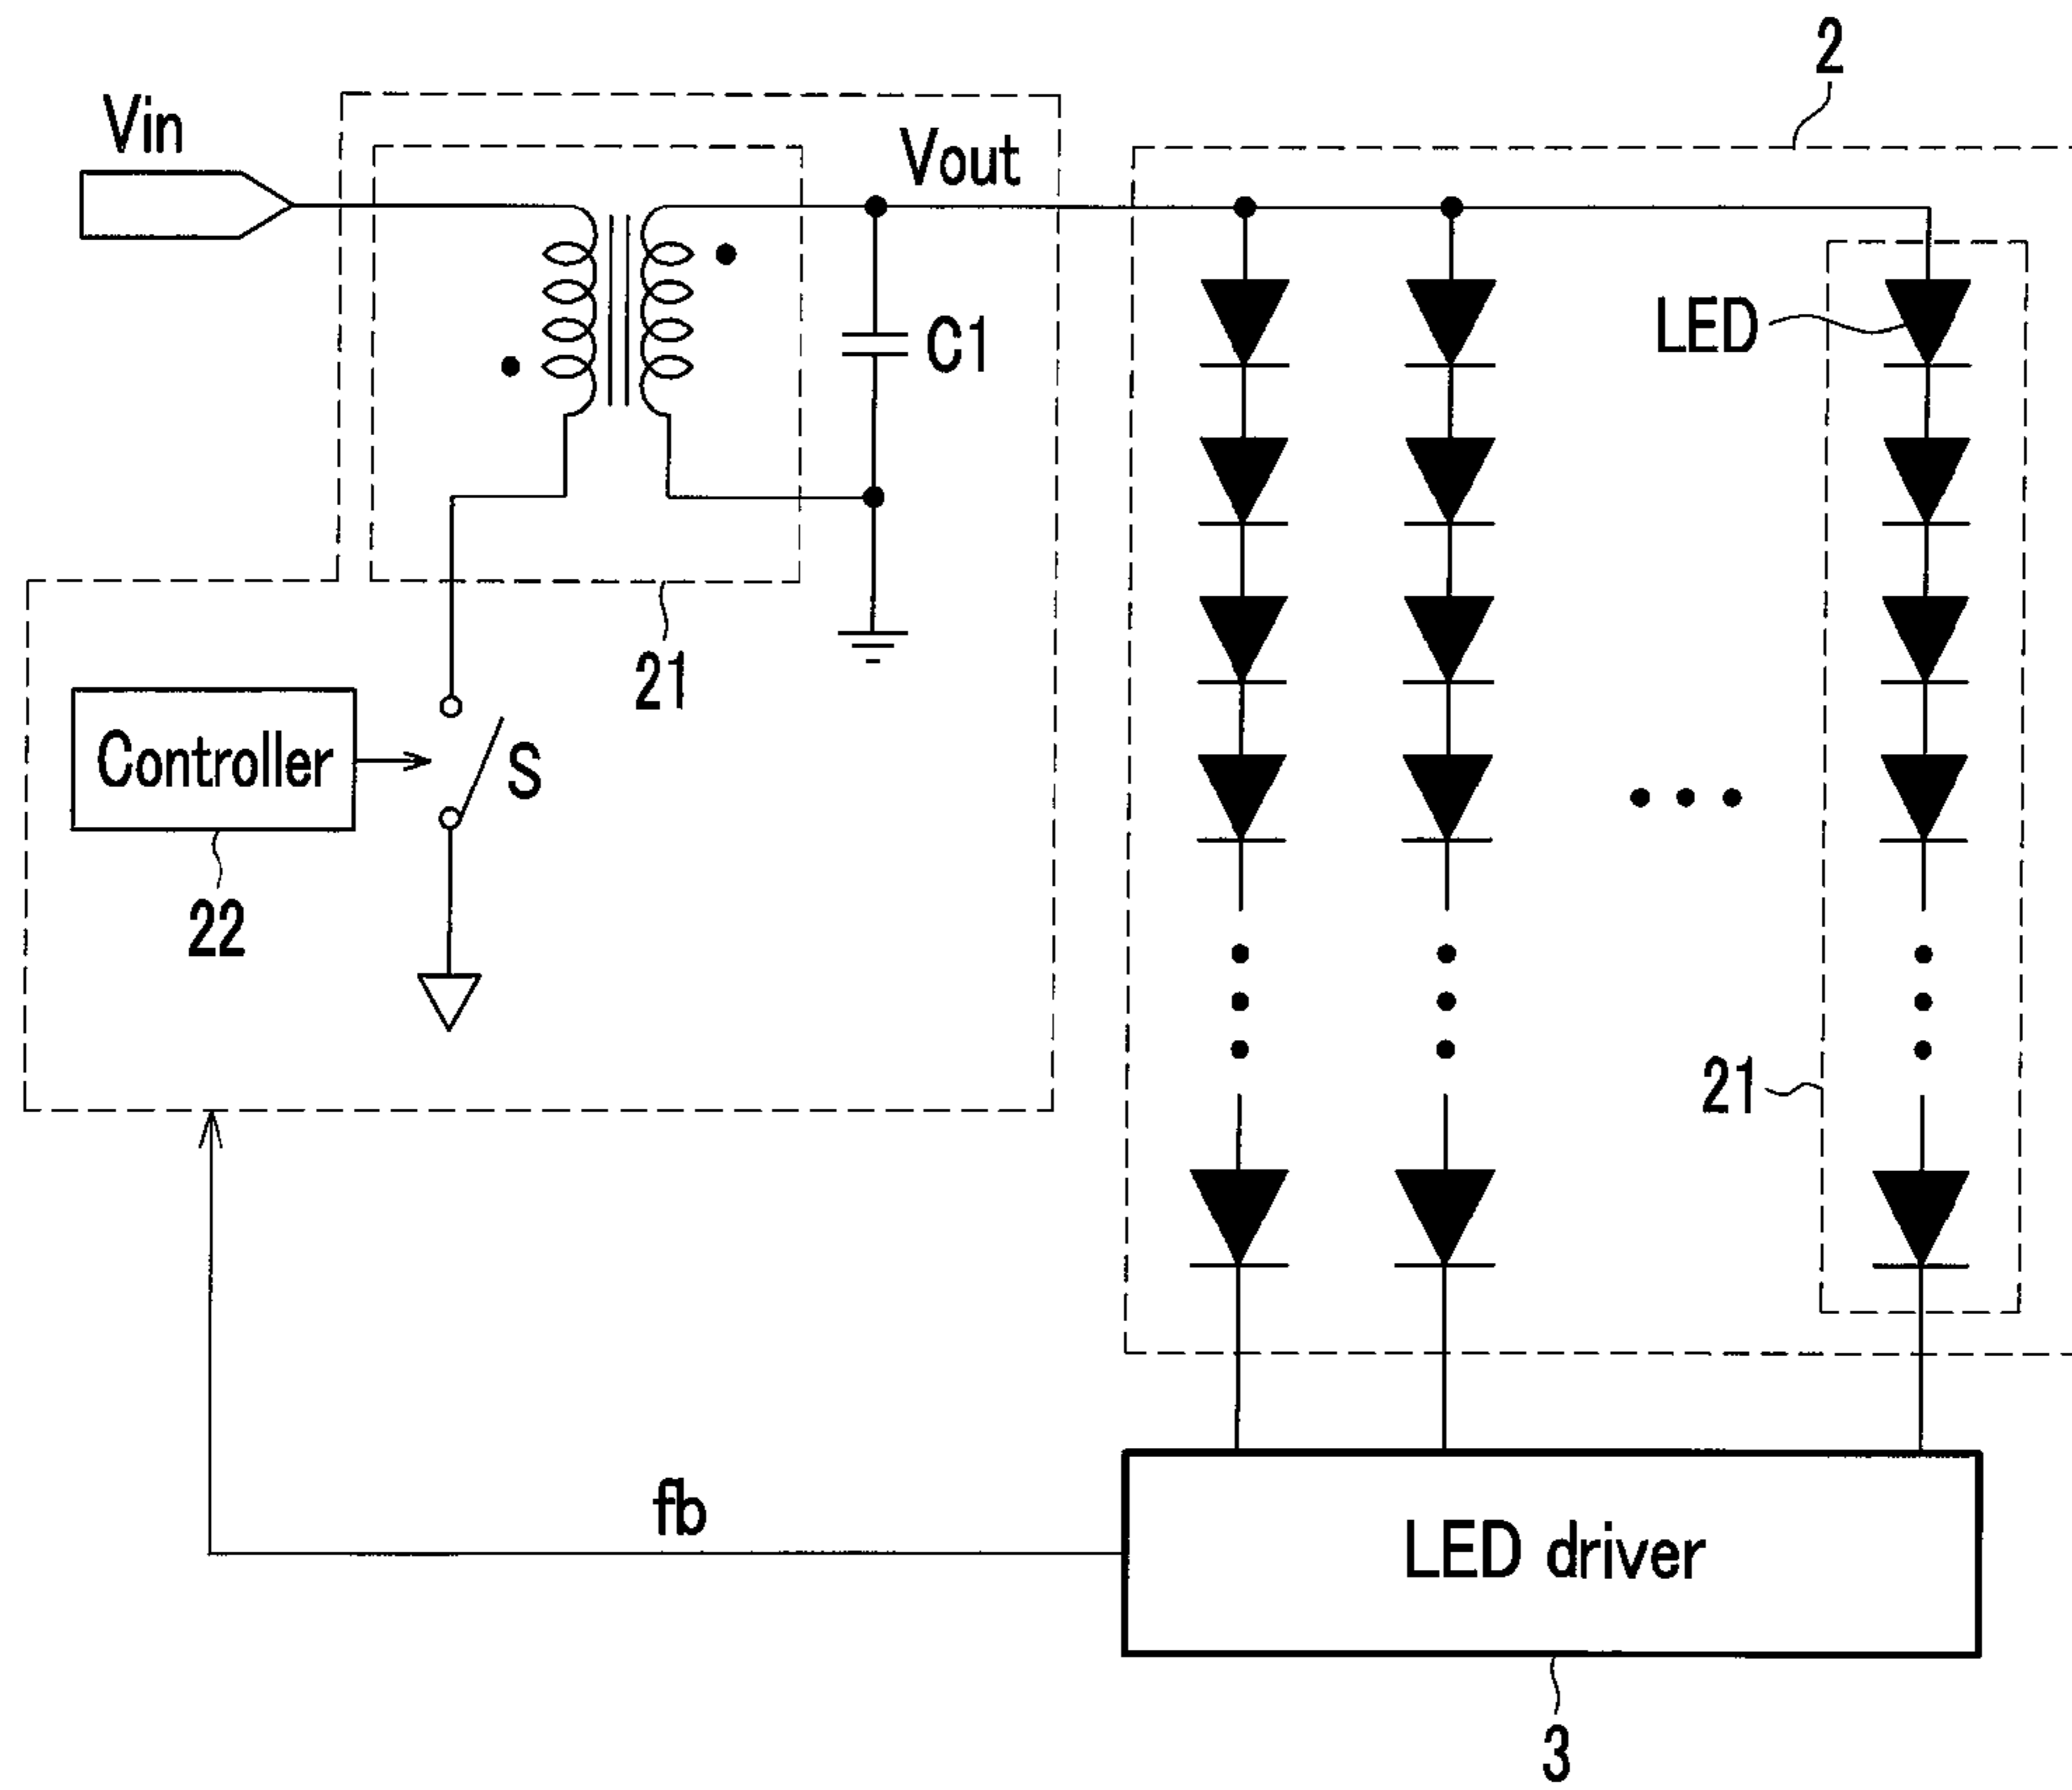 2
Vin
Vout
LED
C1
21
Controller
S
22
21
fb
LED driver
3